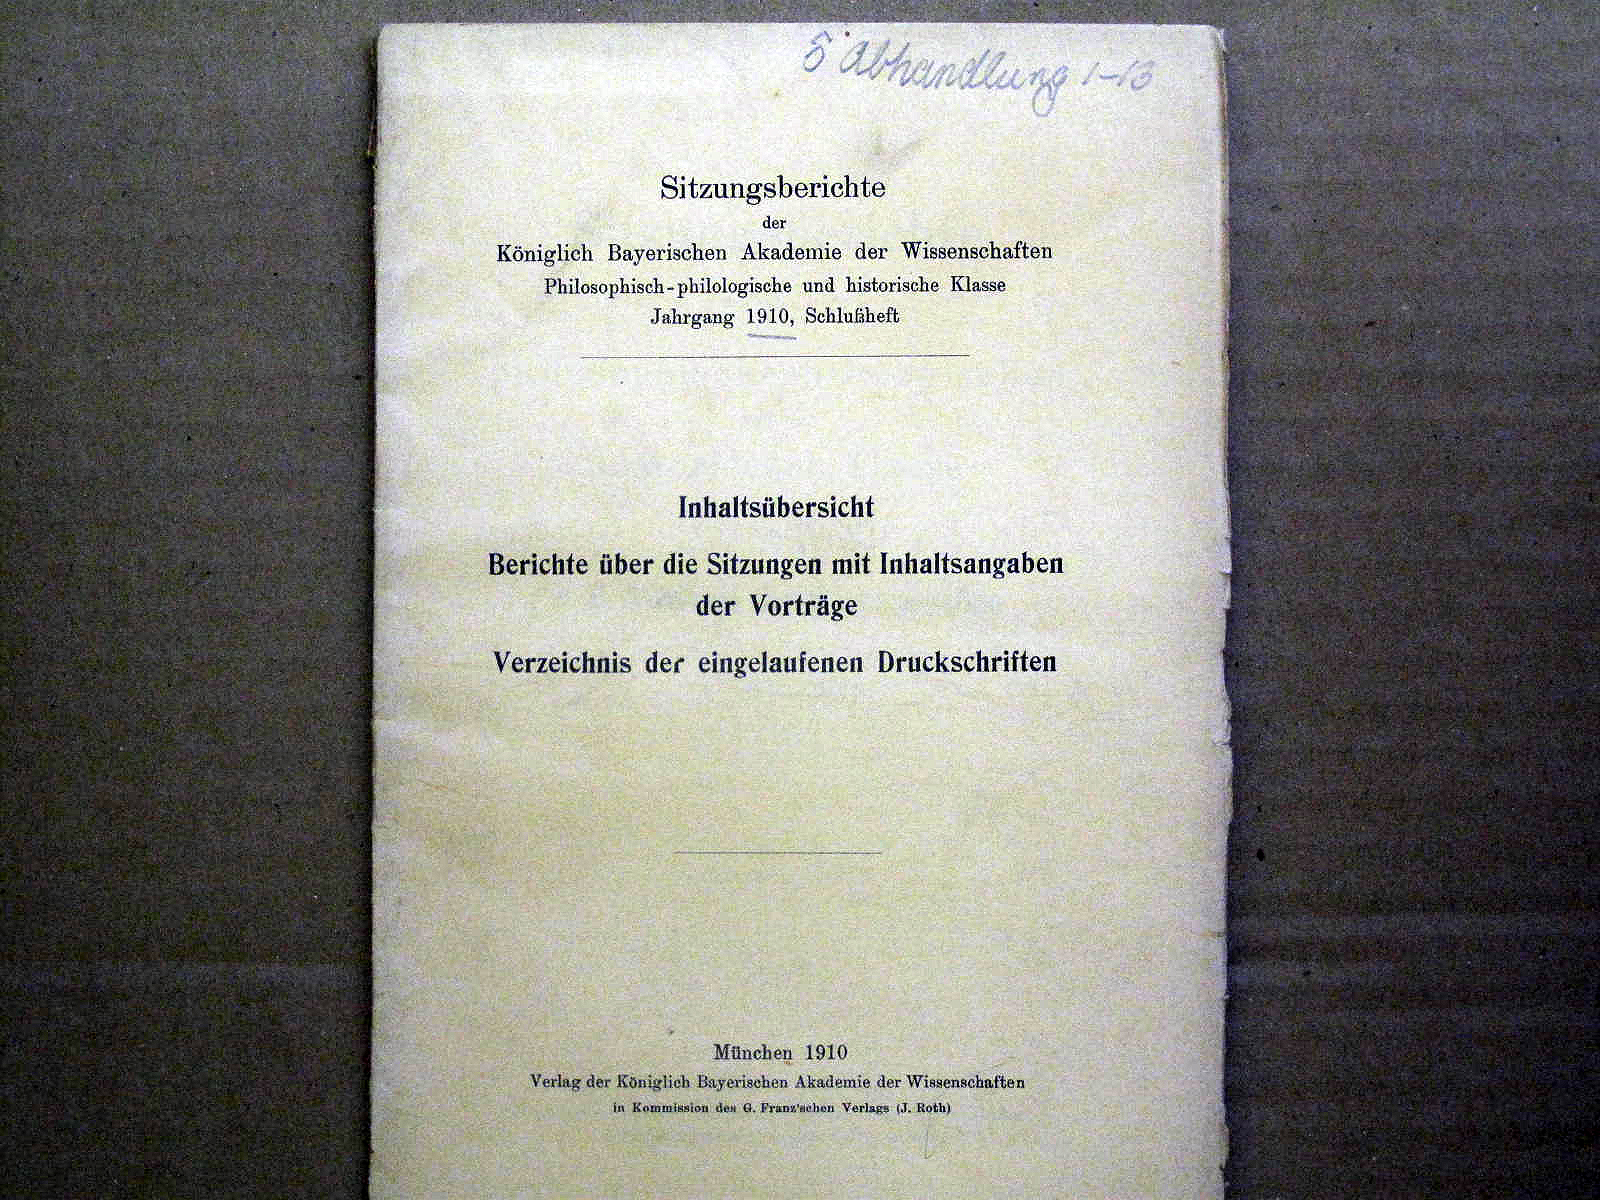 5 Abhandlung 1-13
Sitzungsberichte
der
Königlich Bayerischen Akademie der Wissenschaften
Philosophisch-philologische und historische Klasse
Jahrgang 1910, Schlußheft
Inhaltsübersicht
Berichte über die Sitzungen mit Inhaltsangaben
der Vorträge
Verzeichnis der eingelaufenen Druckschriften
München 1910
Verlag der Königlich Bayerischen Akademie der Wissenschaften
in Kommission des G. Franz'schen Verlags (J. Roth)